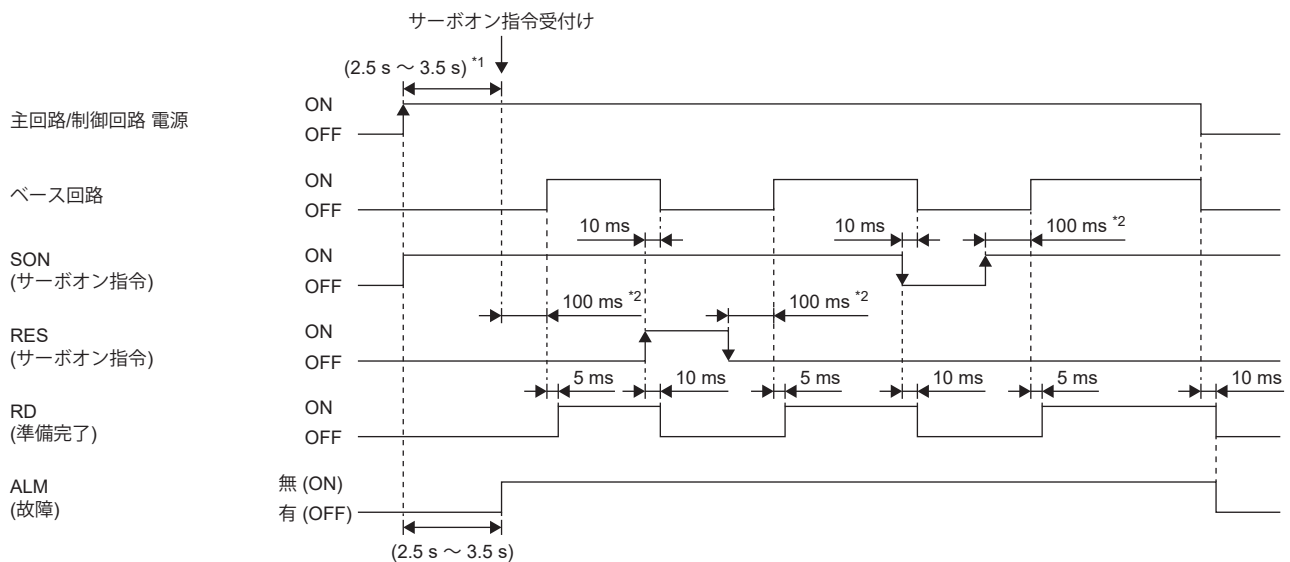 サーボオン指令受付け
(2.5 s ～ 3.5 s) *1
主回路/制御回路 電源
ON
OFF
ベース回路
ON
OFF
10 ms
10 ms
100 ms *2
SON
(サーボオン指令)
ON
OFF
100 ms *2
100 ms *2
RES
(サーボオン指令)
ON
OFF
5 ms
10 ms
5 ms
10 ms
5 ms
10 ms
RD
(準備完了)
ON
OFF
ALM
(故障)
無 (ON)
有 (OFF)
(2.5 s ～ 3.5 s)